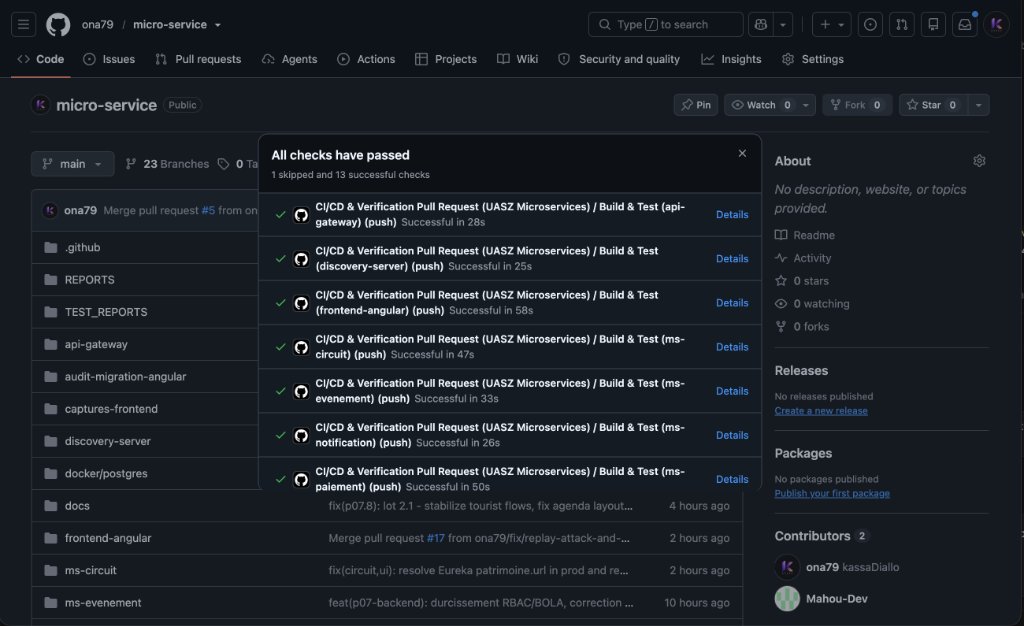 ona79 / micro-service
Type / to search
Code
Issues
Pull requests
Agents
Actions
Projects
Wiki
Security and quality
Insights
Settings
micro-service Public
Pin
Watch 0
Fork 0
Star 0
main
23 Branches
0 Ta
ona79 Merge pull request #5 from on
.github
REPORTS
TEST_REPORTS
api-gateway
audit-migration-angular
captures-frontend
discovery-server
docker/postgres
docs fix(p07.8): lot 2.1 - stabilize tourist flows, fix agenda layout... 4 hours ago
frontend-angular Merge pull request #17 from ona79/fix/replay-attack-and-... 2 hours ago
ms-circuit fix(circuit,ui): resolve Eureka patrimoine.url in prod and re... 2 hours ago
ms-evenement feat(p07-backend): durcissement RBAC/BOLA, correction ... 10 hours ago
All checks have passed
1 skipped and 13 successful checks
CI/CD & Verification Pull Request (UASZ Microservices) / Build & Test (api-
gateway) (push) Successful in 28s
Details
CI/CD & Verification Pull Request (UASZ Microservices) / Build & Test
(discovery-server) (push) Successful in 25s
Details
CI/CD & Verification Pull Request (UASZ Microservices) / Build & Test
(frontend-angular) (push) Successful in 58s
Details
CI/CD & Verification Pull Request (UASZ Microservices) / Build & Test (ms-
circuit) (push) Successful in 47s
Details
CI/CD & Verification Pull Request (UASZ Microservices) / Build & Test (ms-
evenement) (push) Successful in 33s
Details
CI/CD & Verification Pull Request (UASZ Microservices) / Build & Test (ms-
notification) (push) Successful in 26s
Details
CI/CD & Verification Pull Request (UASZ Microservices) / Build & Test (ms-
paiement) (push) Successful in 50s
Details
About
No description, website, or topics
provided.
Readme
Activity
0 stars
0 watching
0 forks
Releases
No releases published
Create a new release
Packages
No packages published
Publish your first package
Contributors 2
ona79 kassaDiallo
Mahou-Dev